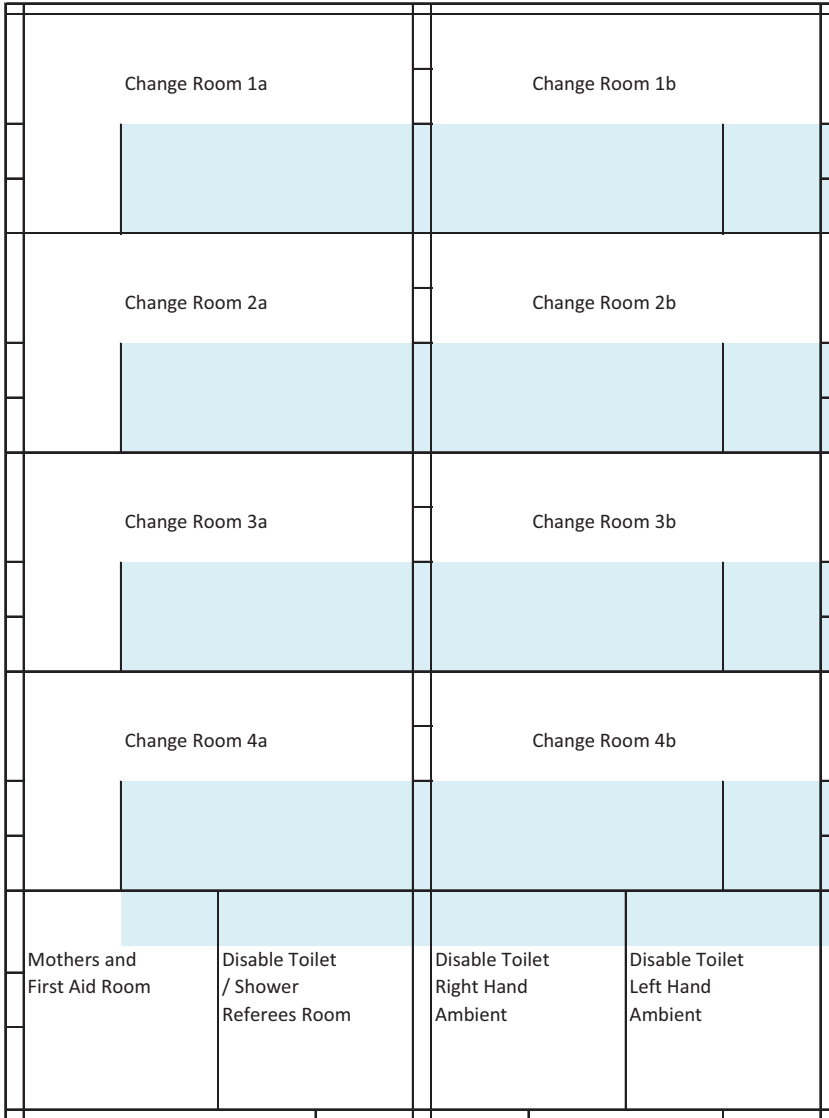 Change Room 1a
Change Room 1b
Change Room 2a
Change Room 2b
Change Room 3a
Change Room 3b
Change Room 4a
Change Room 4b
Mothers and
First Aid Room
Disable Toilet
/ Shower
Referees Room
Disable Toilet
Right Hand
Ambient
Disable Toilet
Left Hand
Ambient